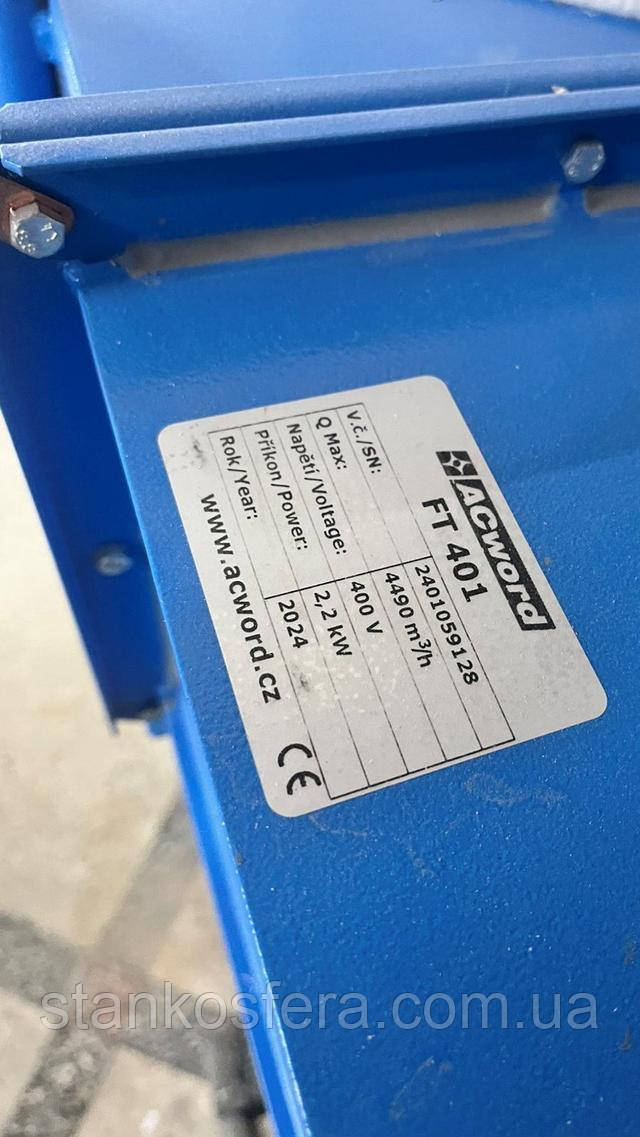 ACword
FT 401
V.č./SN: 2401059128
Q Max: 4490 m³/h
Napětí/Voltage: 400 V
Příkon/Power: 2,2 kW
Rok/Year: 2024
www.acword.cz
CE
stankosfera.com.ua